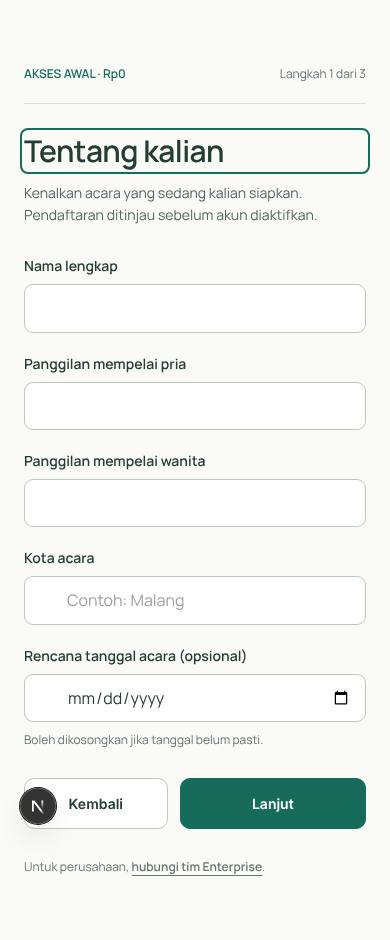 AKSES AWAL · Rp0
Langkah 1 dari 3
Tentang kalian
Kenalkan acara yang sedang kalian siapkan.
Pendaftaran ditinjau sebelum akun diaktifkan.
Nama lengkap
Panggilan mempelai pria
Panggilan mempelai wanita
Kota acara
Contoh: Malang
Rencana tanggal acara (opsional)
mm/dd/yyyy
Boleh dikosongkan jika tanggal belum pasti.
N
Kembali
Lanjut
Untuk perusahaan, hubungi tim Enterprise.